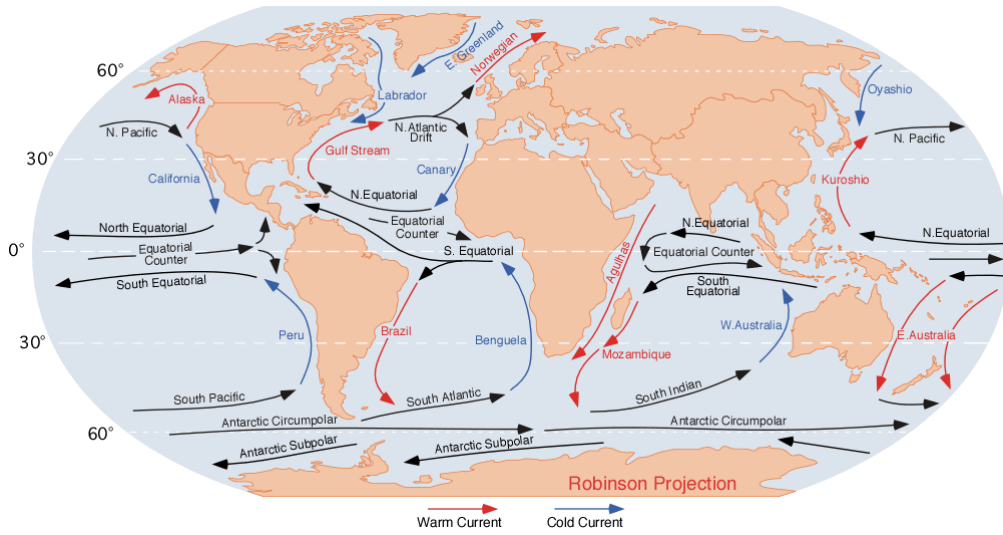 60°
30°
0°
30°
60°
E. Greenland
Norwegian
Labrador
Alaska
Oyashio
N. Pacific
N. Atlantic
Drift
N. Pacific
Gulf Stream
California
Canary
Kuroshio
N.Equatorial
North Equatorial
Equatorial
Counter
N.Equatorial
N.Equatorial
Equatorial
Counter
S. Equatorial
Equatorial Counter
Agulhas
South Equatorial
South
Equatorial
Peru
Brazil
Benguela
W.Australia
E.Australia
Mozambique
South Pacific
South Atlantic
South Indian
Antarctic Circumpolar
Antarctic Circumpolar
Antarctic Subpolar
Antarctic Subpolar
Robinson Projection
Warm Current
Cold Current